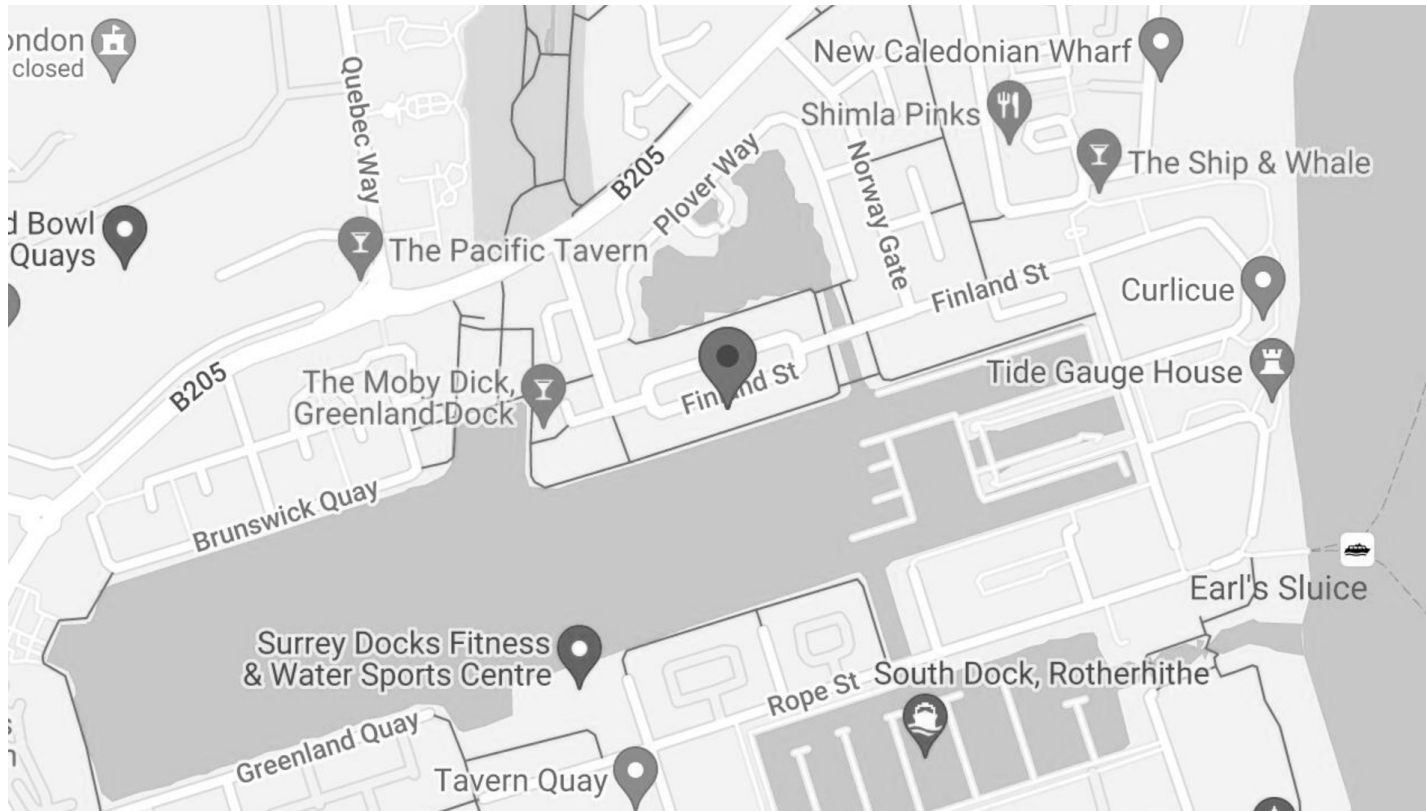 ondon
closed
Quebec Way
B205
New Caledonian Wharf
Shimla Pinks
The Ship & Whale
Plover Way
Norway Gate
d Bowl
Quays
The Pacific Tavern
Finland St
Curlicue
B205
The Moby Dick,
Greenland Dock
Finland St
Tide Gauge House
Brunswick Quay
Earl's Sluice
Surrey Docks Fitness
& Water Sports Centre
Rope St
South Dock, Rotherhithe
Greenland Quay
Tavern Quay